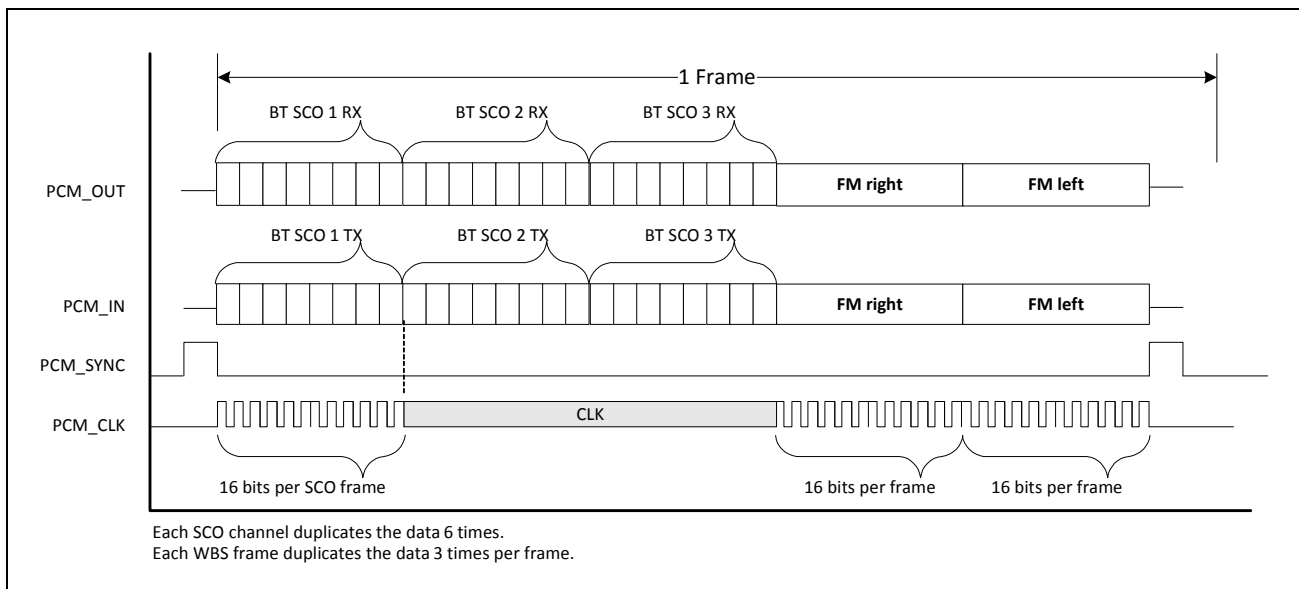 1 Frame
BT SCO 1 RX
BT SCO 2 RX
BT SCO 3 RX
PCM_OUT
FM right
FM left
BT SCO 1 TX
BT SCO 2 TX
BT SCO 3 TX
PCM_IN
FM right
FM left
PCM_SYNC
PCM_CLK
CLK
16 bits per SCO frame
16 bits per frame
16 bits per frame
Each SCO channel duplicates the data 6 times.
Each WBS frame duplicates the data 3 times per frame.